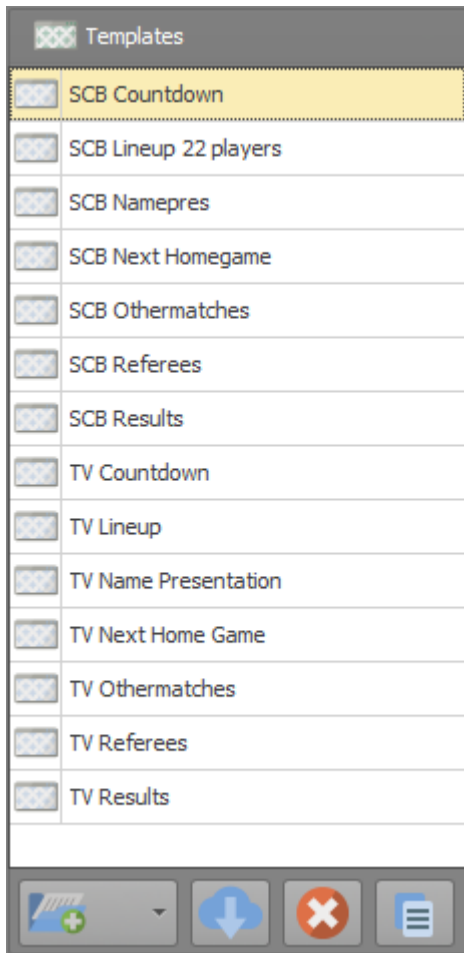 Templates
SCB Countdown
SCB Lineup 22 players
SCB Namepres
SCB Next Homegame
SCB Othermatches
SCB Referees
SCB Results
TV Countdown
TV Lineup
TV Name Presentation
TV Next Home Game
TV Othermatches
TV Referees
TV Results